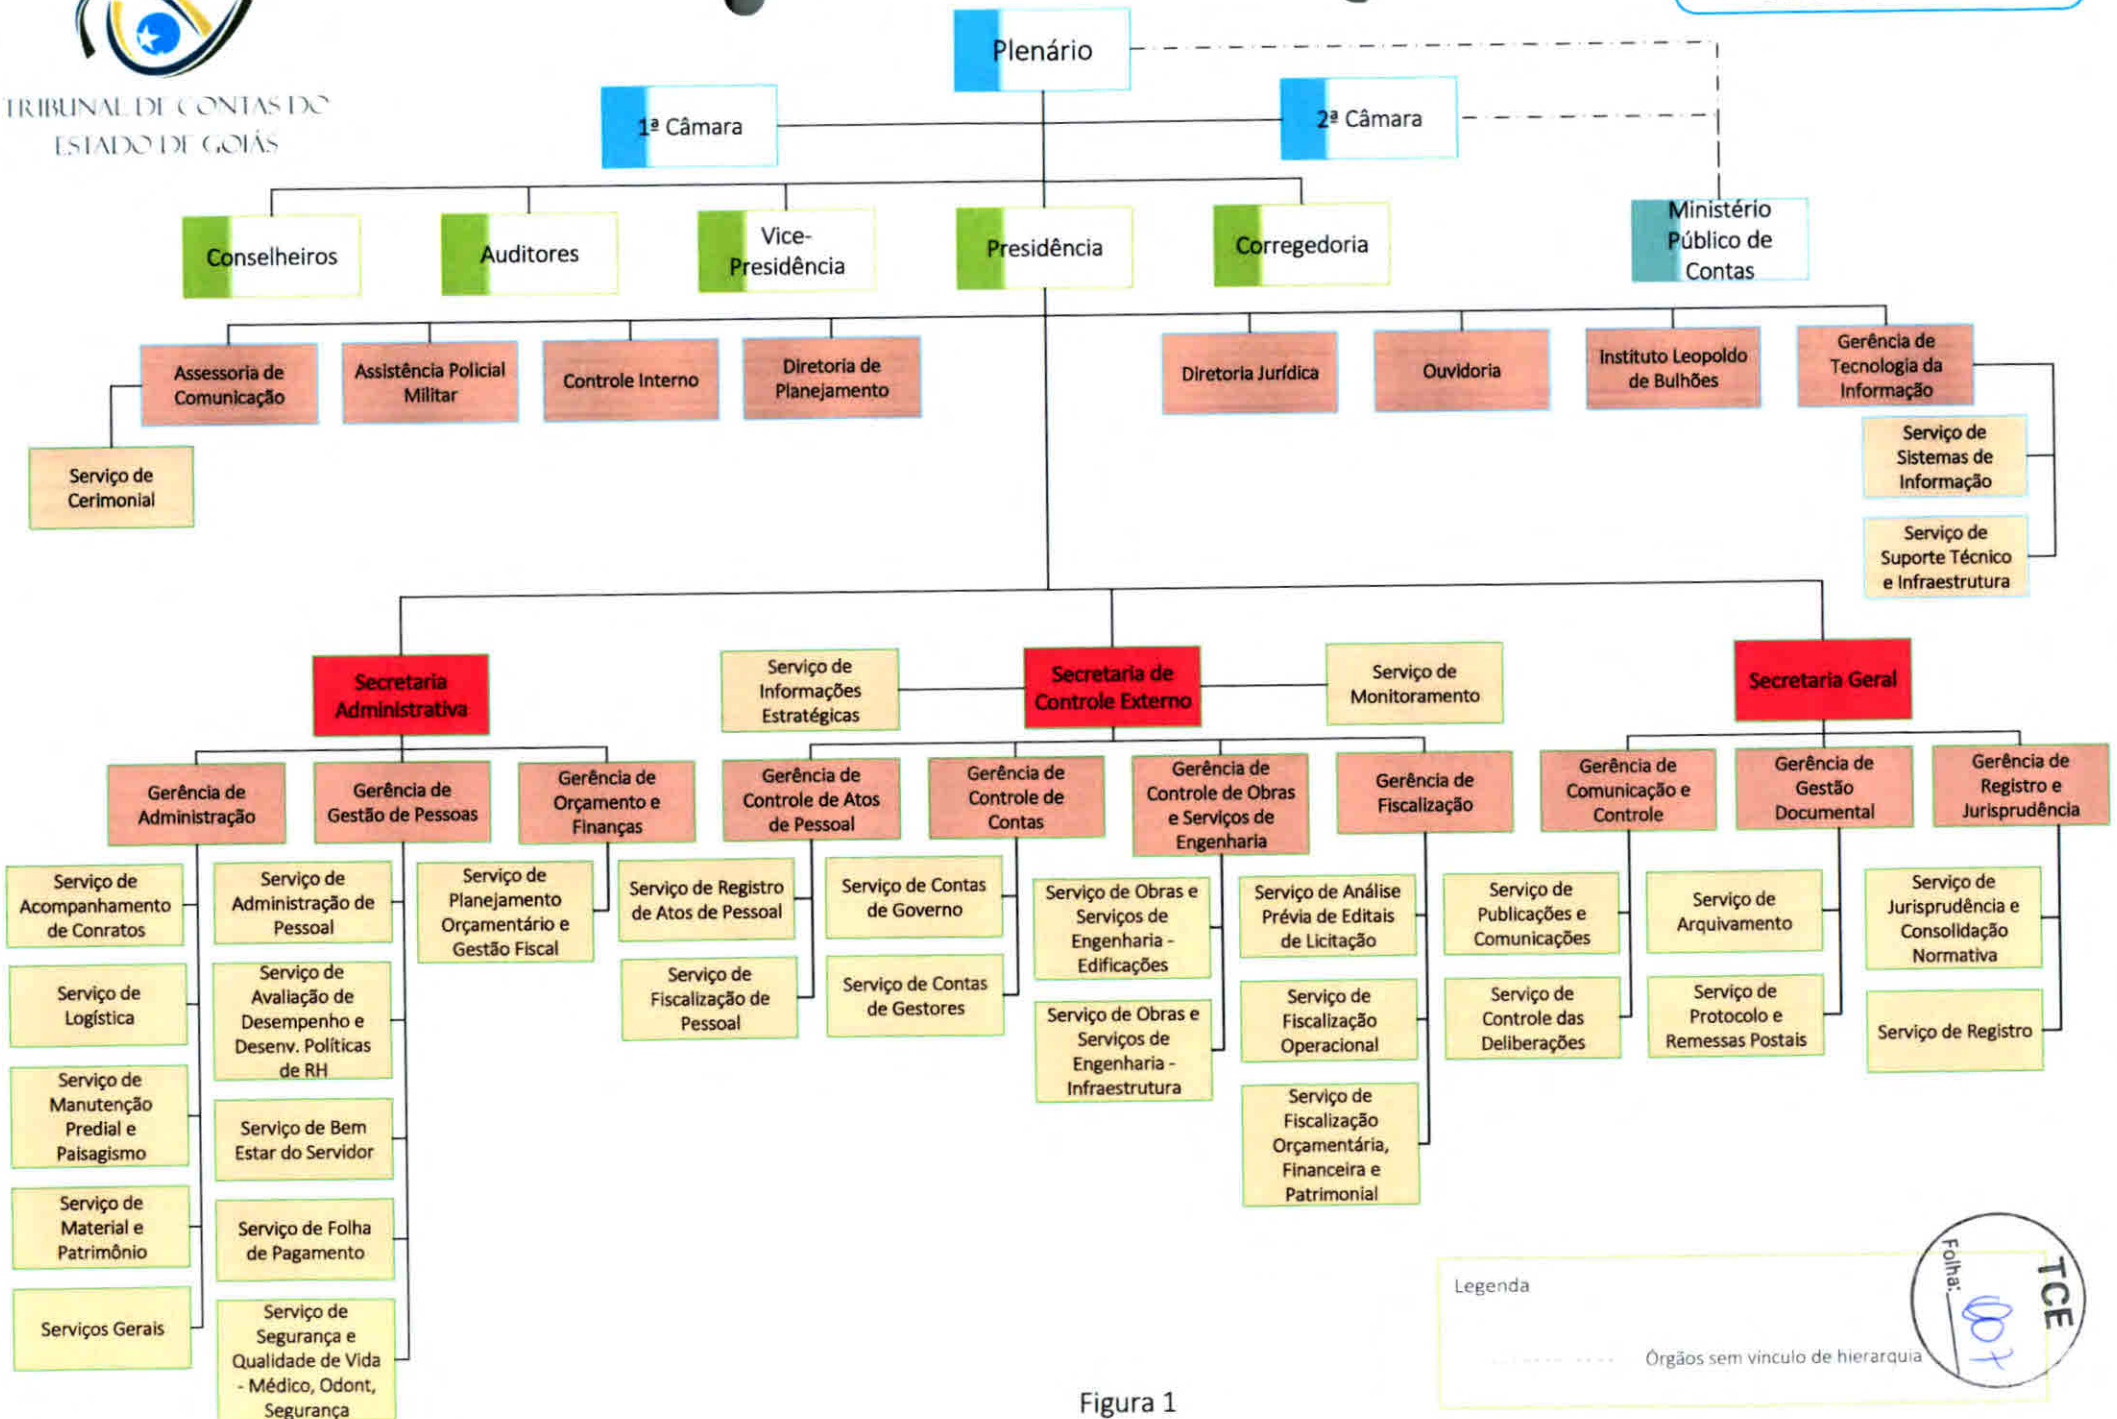 TRIBUNAL DE CONTAS DO
ESTADO DE GOIÁS
Plenário
1ª Câmara
2ª Câmara
Conselheiros
Auditores
Vice-
Presidência
Presidência
Corregedoria
Ministério
Público de
Contas
Assessoria de
Comunicação
Assistência Policial
Militar
Controle Interno
Diretoria de
Planejamento
Diretoria Jurídica
Ouvidoria
Instituto Leopoldo
de Bulhões
Gerência de
Tecnologia da
Informação
Serviço de
Cerimonial
Serviço de
Sistemas de
Informação
Serviço de
Suporte Técnico
e Infraestrutura
Secretaria
Administrativa
Serviço de
Informações
Estratégicas
Secretaria de
Controle Externo
Serviço de
Monitoramento
Secretaria Geral
Gerência de
Administração
Gerência de
Gestão de Pessoas
Gerência de
Orçamento e
Finanças
Gerência de
Controle de Atos
de Pessoal
Gerência de
Controle de
Contas
Gerência de
Controle de Obras
e Serviços de
Engenharia
Gerência de
Fiscalização
Gerência de
Comunicação e
Controle
Gerência de
Gestão
Documental
Gerência de
Registro e
Jurisprudência
Serviço de
Acompanhamento
de Conratos
Serviço de
Logística
Serviço de
Manutenção
Predial e
Paisagismo
Serviço de
Material e
Patrimônio
Serviços Gerais
Serviço de
Administração de
Pessoal
Serviço de
Avaliação de
Desempenho e
Desenv. Políticas
de RH
Serviço de Bem
Estar do Servidor
Serviço de Folha
de Pagamento
Serviço de
Segurança e
Qualidade de Vida
- Médico, Odont,
Segurança
Serviço de
Planejamento
Orçamentário e
Gestão Fiscal
Serviço de Registro
de Atos de Pessoal
Serviço de
Fiscalização de
Pessoal
Serviço de Contas
de Governo
Serviço de Contas
de Gestores
Serviço de Obras e
Serviços de
Engenharia -
Edificações
Serviço de Obras e
Serviços de
Engenharia -
Infraestrutura
Serviço de Análise
Prévia de Editais
de Licitação
Serviço de
Fiscalização
Operacional
Serviço de
Fiscalização
Orçamentária,
Financeira e
Patrimonial
Serviço de
Publicações e
Comunicações
Serviço de
Controle das
Deliberações
Serviço de
Arquivamento
Serviço de
Protocolo e
Remessas Postais
Serviço de
Jurisprudência e
Consolidação
Normativa
Serviço de Registro
Legenda
Órgãos sem vínculo de hierarquia
TCE
Folha:
007
Figura 1